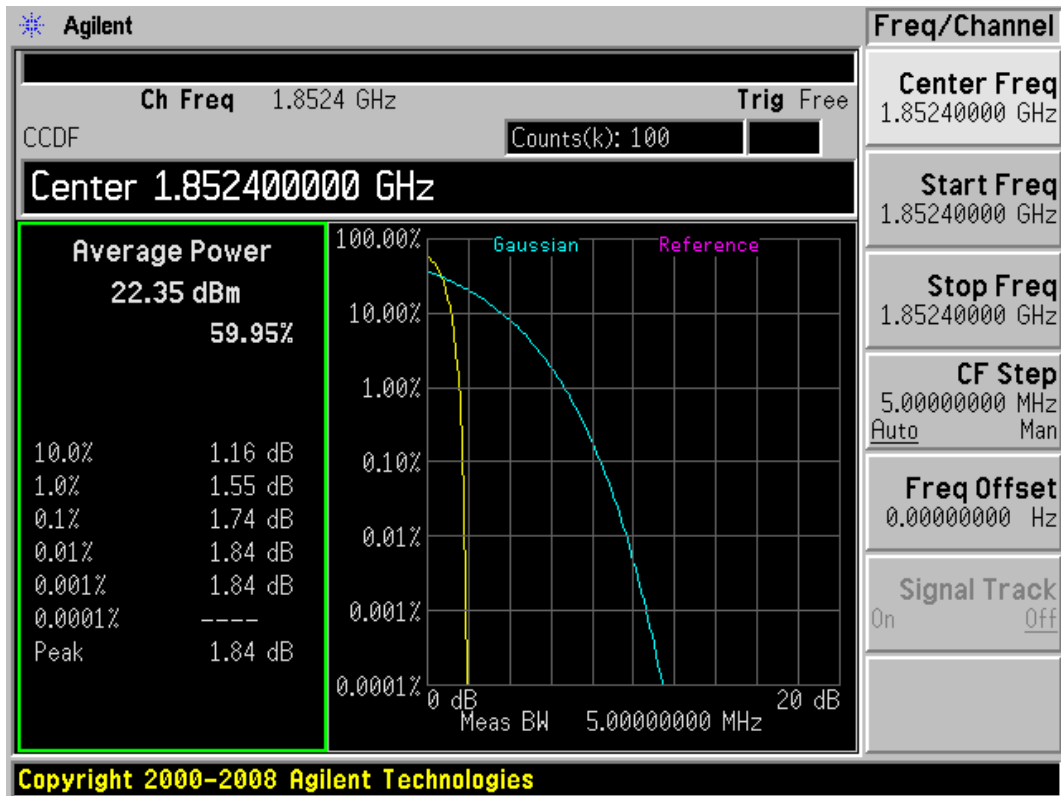 Agilent
Freq/Channel
Ch Freq 1.8524 GHz Trig Free
CCDF Counts(k): 100
Center 1.852400000 GHz
Average Power
22.35 dBm
59.95%
10.0% 1.16 dB
1.0% 1.55 dB
0.1% 1.74 dB
0.01% 1.84 dB
0.001% 1.84 dB
0.0001% ----
Peak 1.84 dB
Gaussian Reference
100.00%
10.00%
1.00%
0.10%
0.01%
0.001%
0.0001%
0 dB 20 dB
Meas BW 5.00000000 MHz
Center Freq
1.85240000 GHz
Start Freq
1.85240000 GHz
Stop Freq
1.85240000 GHz
CF Step
5.00000000 MHz
Auto Man
Freq Offset
0.00000000 Hz
Signal Track
On Off
Copyright 2000-2008 Agilent Technologies